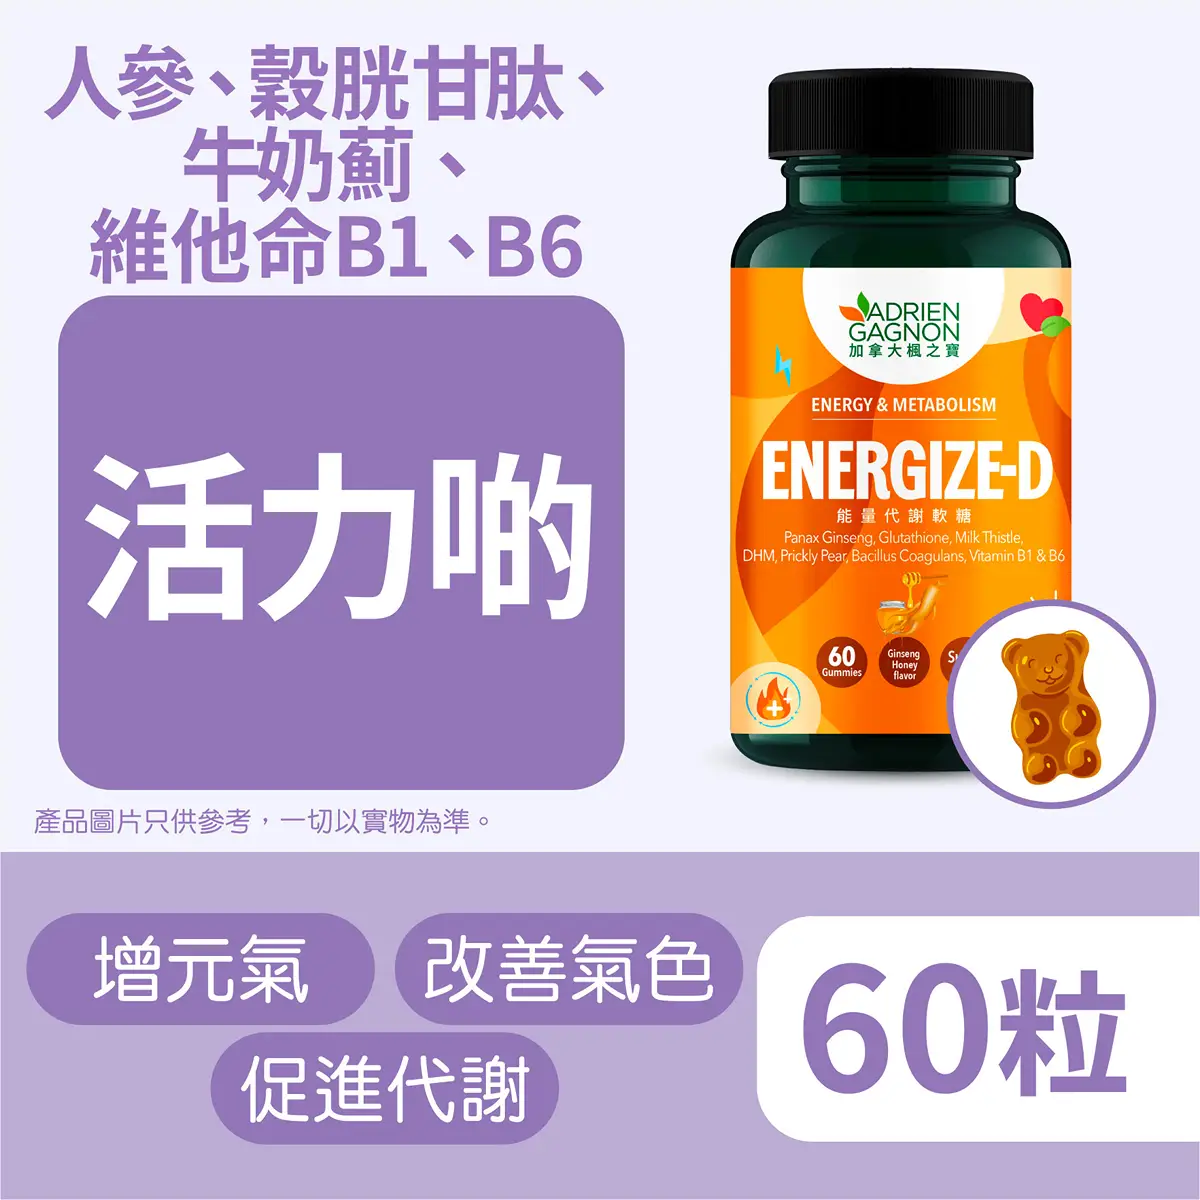 人參、穀胱甘肽、
牛奶薊、
維他命B1、B6
活力啲
產品圖片只供參考，一切以實物為準。
ADRIEN
GAGNON
加拿大楓之寶
ENERGY & METABOLISM
ENERGIZE-D
能量代謝軟糖
Panax Ginseng, Glutathione, Milk Thistle,
DHM, Prickly Pear, Bacillus Coagulans, Vitamin B1 & B6
60
Gummies
Ginseng
Honey
flavor
增元氣
改善氣色
促進代謝
60粒